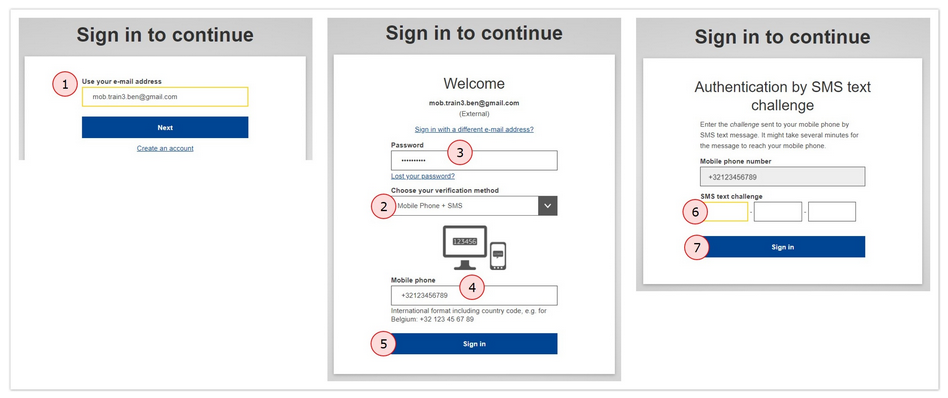 Sign in to continue
1
Use your e-mail address
mob.train3.ben@gmail.com
Next
Create an account
Sign in to continue
Welcome
mob.train3.ben@gmail.com
(External)
Sign in with a different e-mail address?
Password
3
••••••••••
Lost your password?
Choose your verification method
2
Mobile Phone + SMS
123456
Mobile phone
4
+32123456789
International format including country code, e.g. for
Belgium: +32 123 45 67 89
5
Sign in
Sign in to continue
Authentication by SMS text
challenge
Enter the challenge sent to your mobile phone by
SMS text message. It might take several minutes for
the message to reach your mobile phone.
Mobile phone number
+32123456789
SMS text challenge
6
- -
7
Sign in